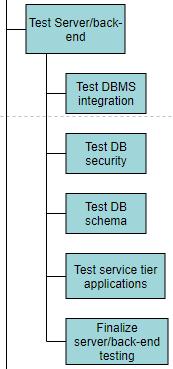 Test Server/back-
end
Test DBMS
integration
Test DB
security
Test DB
schema
Test service tier
applications
Finalize
server/back-end
testing